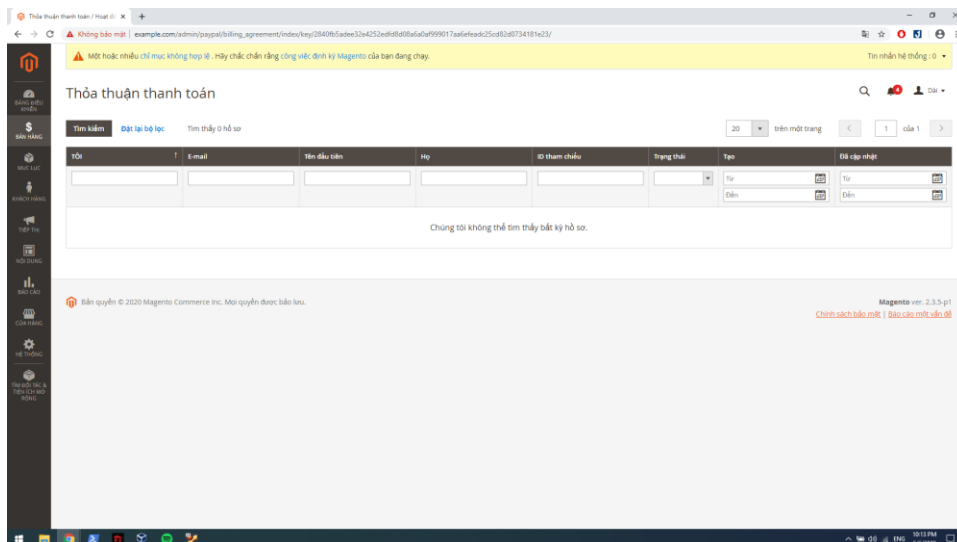 Thỏa thuận thanh toán / Hoạt độ
Không bảo mật | example.com/admin/paypal/billing_agreement/index/key/2840fb5adee32e4252edfd8d08a6a0af999017aa6efeadc25cd82d0734181e23/
Một hoặc nhiều chỉ mục không hợp lệ . Hãy chắc chắn rằng công việc định kỳ Magento của bạn đang chạy.
Tin nhắn hệ thống : 0
BẢNG ĐIỀU KHIỂN
BÁN HÀNG
MỤC LỤC
KHÁCH HÀNG
TIẾP THỊ
NỘI DUNG
BÁO CÁO
CỬA HÀNG
HỆ THỐNG
TÌM ĐỐI TÁC & TIỆN ÍCH MỞ RỘNG
Thỏa thuận thanh toán
4
Dài
Tìm kiếm Đặt lại bộ lọc Tìm thấy 0 hồ sơ
20 trên một trang 1 của 1
TÔI E-mail Tên đầu tiên Họ ID tham chiếu Trạng thái Tạo Đã cập nhật
Từ Từ
Đến Đến
Chúng tôi không thể tìm thấy bất kỳ hồ sơ.
Bản quyền © 2020 Magento Commerce Inc. Mọi quyền được bảo lưu.
Magento ver. 2.3.5-p1
Chính sách bảo mật | Báo cáo một vấn đề
ENG 10:13 PM